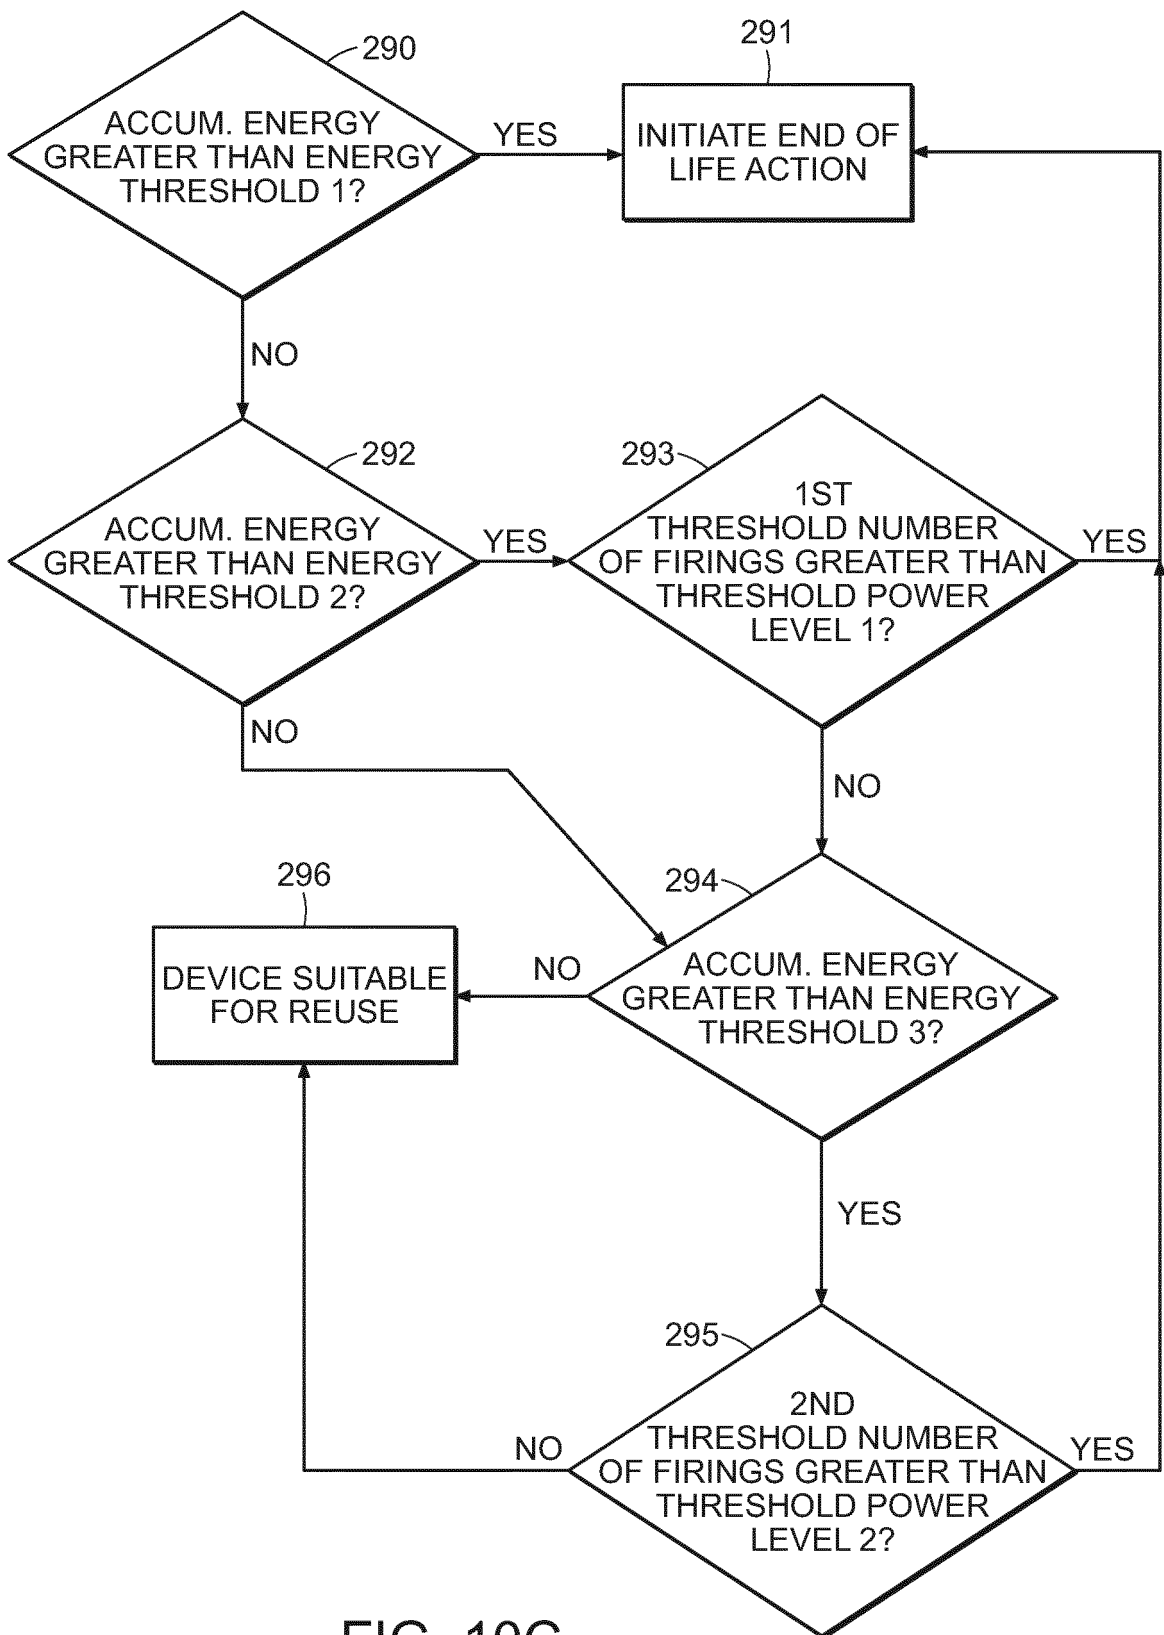 290
ACCUM. ENERGY
GREATER THAN ENERGY
THRESHOLD 1?
YES
291
INITIATE END OF
LIFE ACTION
NO
292
ACCUM. ENERGY
GREATER THAN ENERGY
THRESHOLD 2?
YES
293
1ST
THRESHOLD NUMBER
OF FIRINGS GREATER THAN
THRESHOLD POWER
LEVEL 1?
YES
NO
NO
294
ACCUM. ENERGY
GREATER THAN ENERGY
THRESHOLD 3?
NO
296
DEVICE SUITABLE
FOR REUSE
YES
295
2ND
THRESHOLD NUMBER
OF FIRINGS GREATER THAN
THRESHOLD POWER
LEVEL 2?
NO
YES